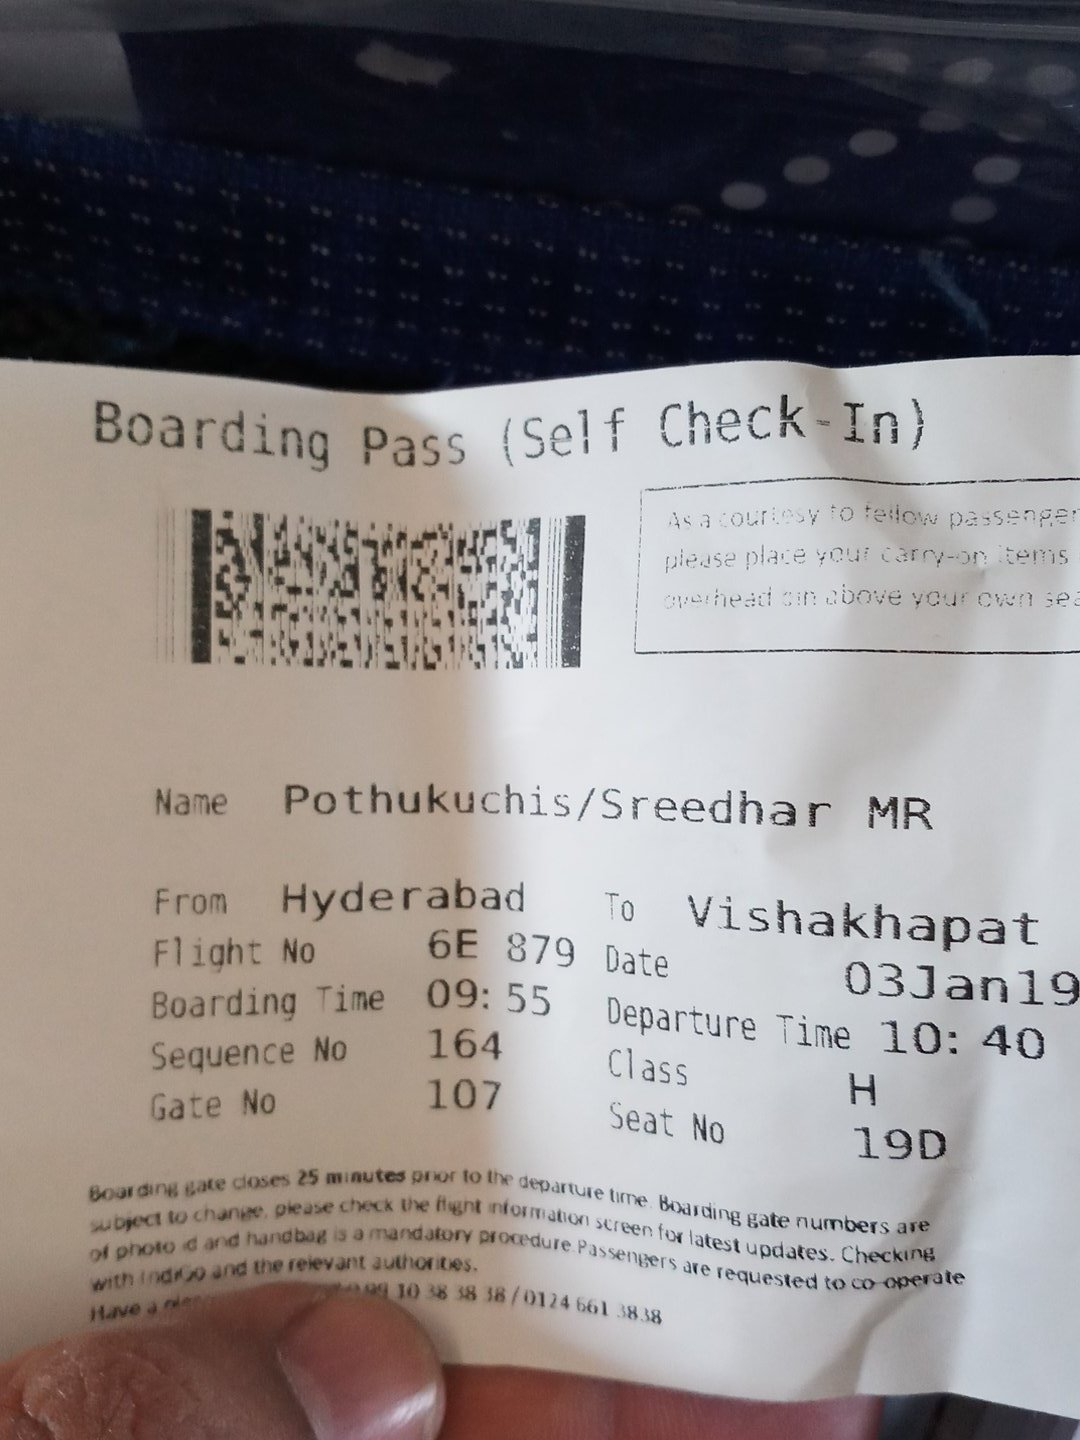 Boarding Pass (Self Check-In)
As a courtesy to fellow passenger
please place your carry-on items
overhead bin above your own sea
Name Pothukuchis/Sreedhar MR
From Hyderabad To Vishakhapat
Flight No 6E 879 Date 03Jan19
Boarding Time 09:55 Departure Time 10:40
Sequence No 164 Class H
Gate No 107 Seat No 19D
Boarding gate closes 25 minutes prior to the departure time. Boarding gate numbers are
subject to change, please check the flight information screen for latest updates. Checking
of photo id and handbag is a mandatory procedure.Passengers are requested to co-operate
with IndiGo and the relevant authorities.
Have a 99 10 38 38 38 / 0124 661 3838